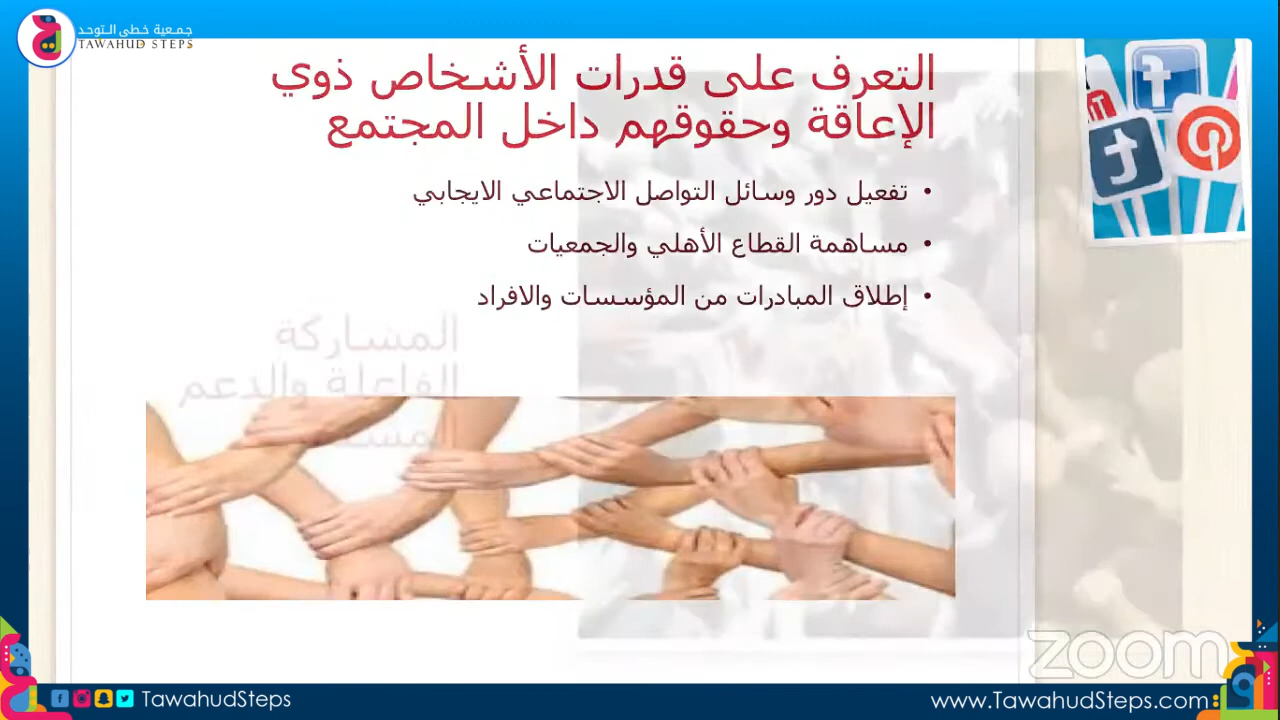 جمعية خطى التوحد
TAWAHUD STEPS
التعرف على قدرات الأشخاص ذوي
الإعاقة وحقوقهم داخل المجتمع
• تفعيل دور وسائل التواصل الاجتماعي الايجابي
• مساهمة القطاع الأهلي والجمعيات
• إطلاق المبادرات من المؤسسات والافراد
المشاركة
الفاعلة والدعم
zoom
TawahudSteps
www.TawahudSteps.com